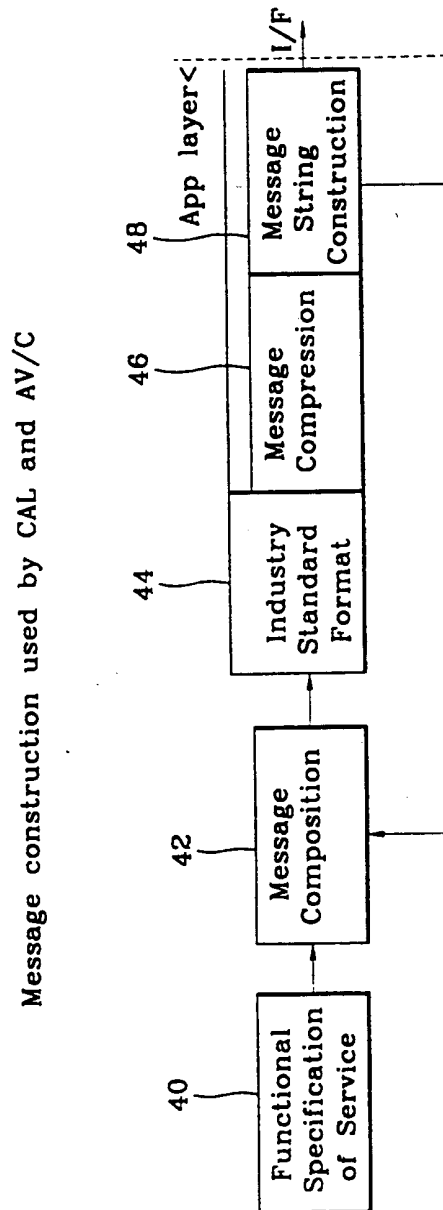 Message construction used by CAL and AV/C
40
42
44
46
48
App layer<
I/F
Functional
Specification
of Service
Message
Composition
Industry
Standard
Format
Message
Compression
Message
String
Construction